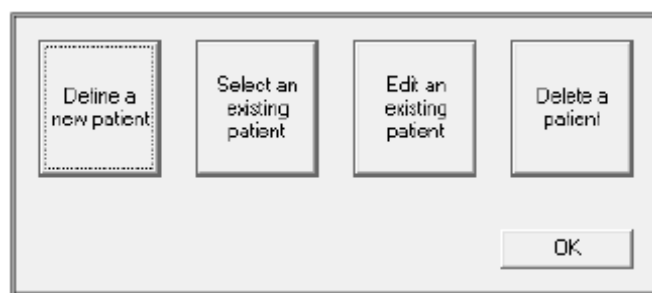 Define a
new patient
Select an
existing
patient
Edit an
existing
patient
Delete a
patient
OK